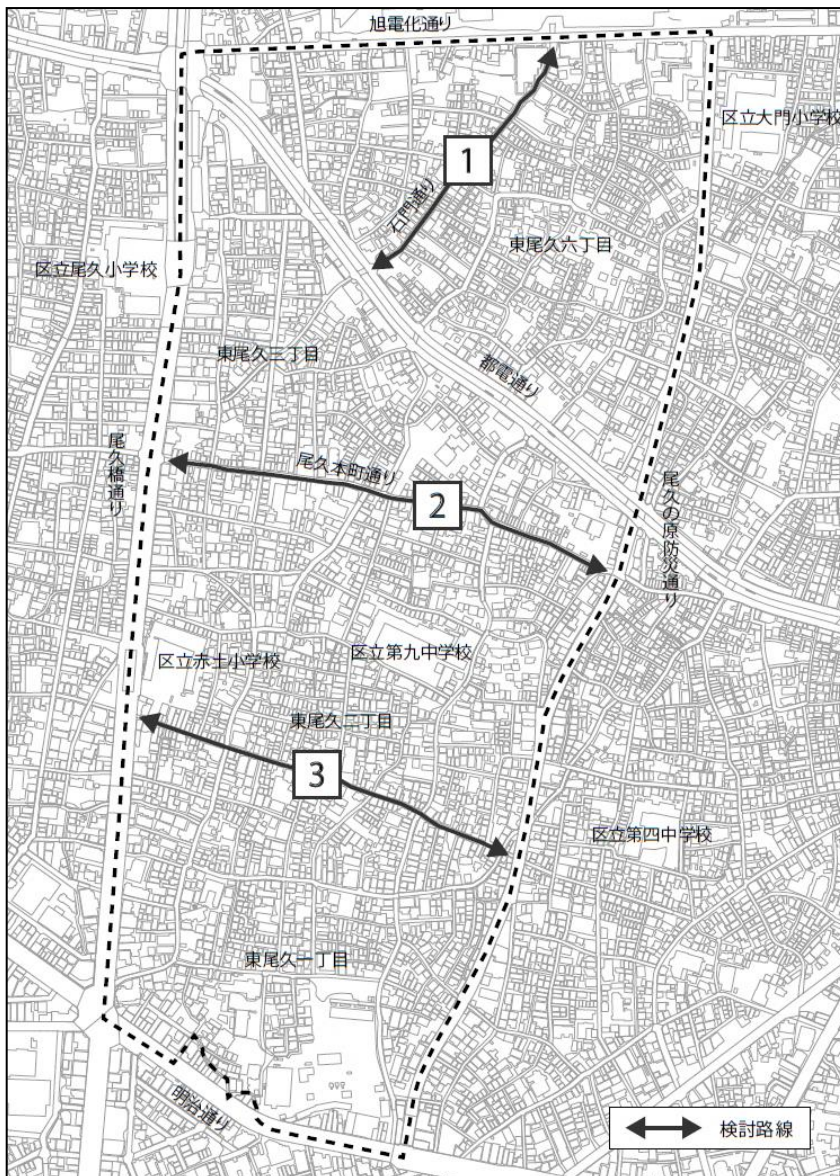 旭電化通り
区立大門小学校
1
石門通り
東尾久六丁目
区立尾久小学校
東尾久三丁目
都電通り
尾久橋通り
尾久本町通り
2
尾久の原防災通り
区立赤土小学校
区立第九中学校
東尾久二丁目
3
区立第四中学校
東尾久一丁目
明治通り
検討路線